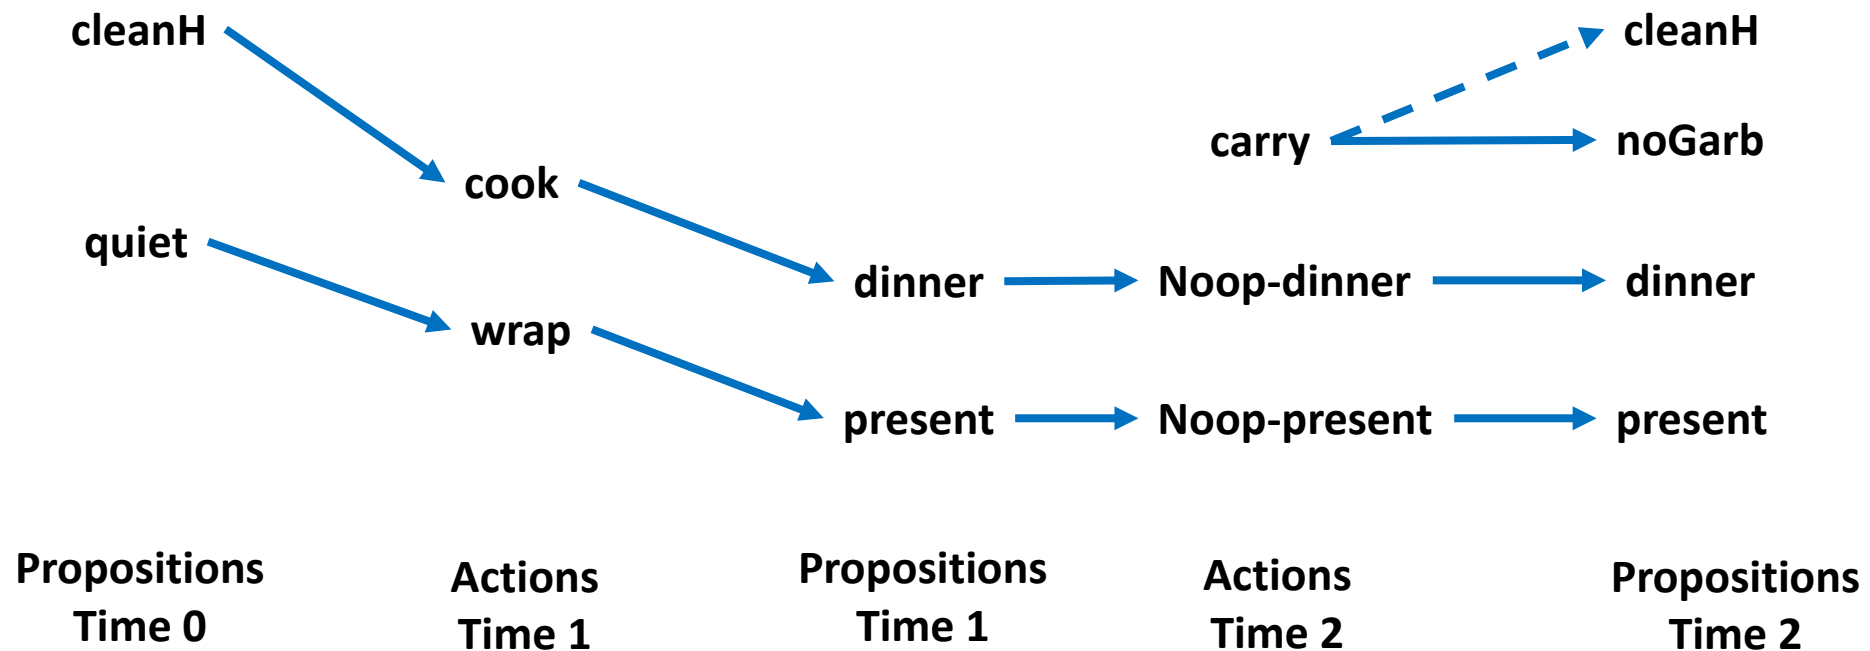 cleanH
cleanH
carry
noGarb
cook
quiet
dinner
Noop-dinner
dinner
wrap
present
Noop-present
present
Propositions
Time 0
Actions
Time 1
Propositions
Time 1
Actions
Time 2
Propositions
Time 2